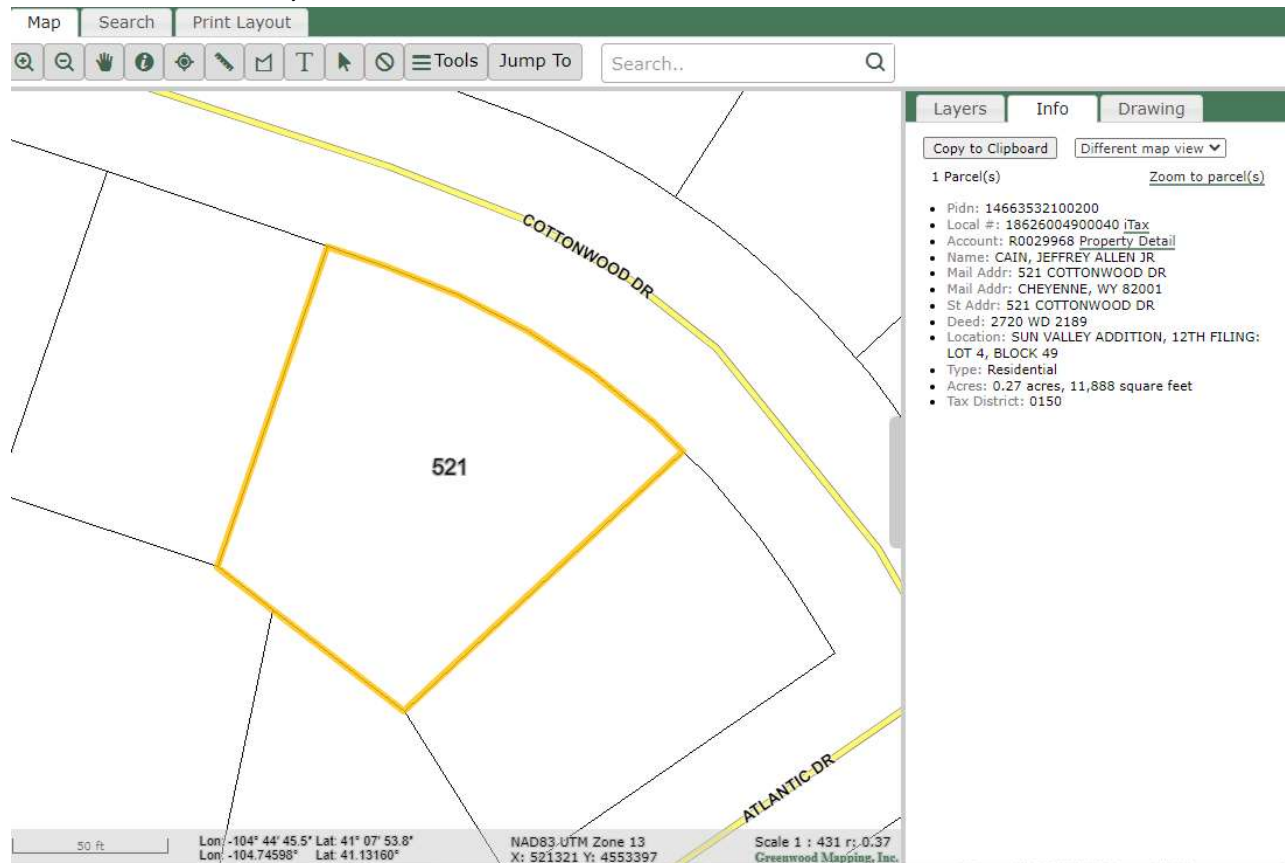 Map Search Print Layout
T Tools Jump To Search..
Layers Info Drawing
Copy to Clipboard Different map view
1 Parcel(s) Zoom to parcel(s)
Pidn: 14663532100200
Local #: 18626004900040 iTax
Account: R0029968 Property Detail
Name: CAIN, JEFFREY ALLEN JR
Mail Addr: 521 COTTONWOOD DR
Mail Addr: CHEYENNE, WY 82001
St Addr: 521 COTTONWOOD DR
Deed: 2720 WD 2189
Location: SUN VALLEY ADDITION, 12TH FILING:
LOT 4, BLOCK 49
Type: Residential
Acres: 0.27 acres, 11,888 square feet
Tax District: 0150
COTTONWOOD DR
521
ATLANTIC DR
50 ft
Lon: -104° 44' 45.5" Lat: 41° 07' 53.8"
Lon: -104.74598° Lat: 41.13160°
NAD83 UTM Zone 13
X: 521321 Y: 4553397
Scale 1 : 431 r: 0.37
Greenwood Mapping, Inc.